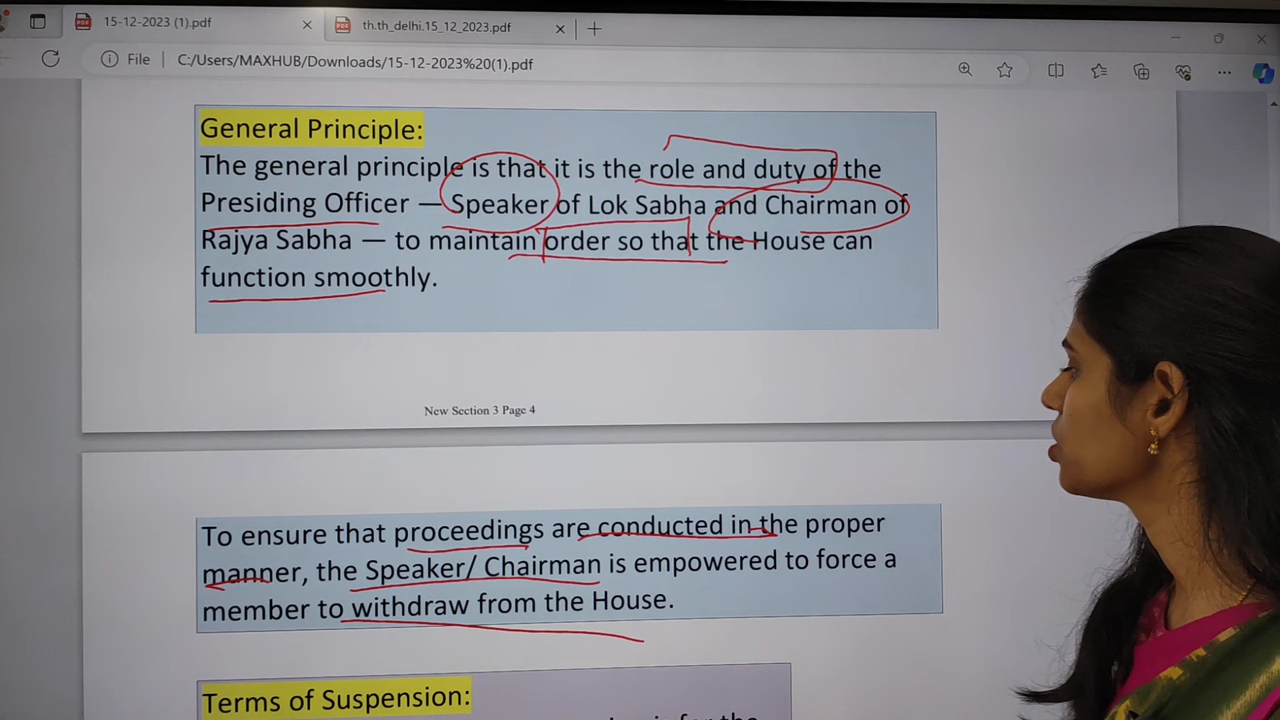 15-12-2023 (1).pdf
th.th_delhi.15_12_2023.pdf
File C:/Users/MAXHUB/Downloads/15-12-2023%20(1).pdf
General Principle:
The general principle is that it is the role and duty of the
Presiding Officer — Speaker of Lok Sabha and Chairman of
Rajya Sabha — to maintain order so that the House can
function smoothly.
New Section 3 Page 4
To ensure that proceedings are conducted in the proper
manner, the Speaker/ Chairman is empowered to force a
member to withdraw from the House.
Terms of Suspension: